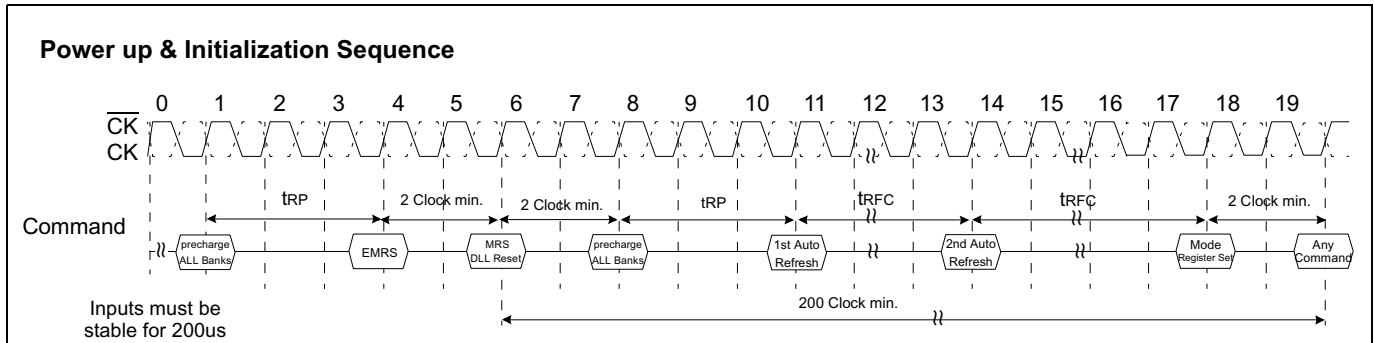 Power up & Initialization Sequence
0 1 2 3 4 5 6 7 8 9 10 11 12 13 14 15 16 17 18 19
CK
CK
tRP 2 Clock min. 2 Clock min. tRP tRFC tRFC 2 Clock min.
Command
precharge
ALL Banks
EMRS
MRS
DLL Reset
precharge
ALL Banks
1st Auto
Refresh
2nd Auto
Refresh
Mode
Register Set
Any
Command
200 Clock min.
Inputs must be
stable for 200us